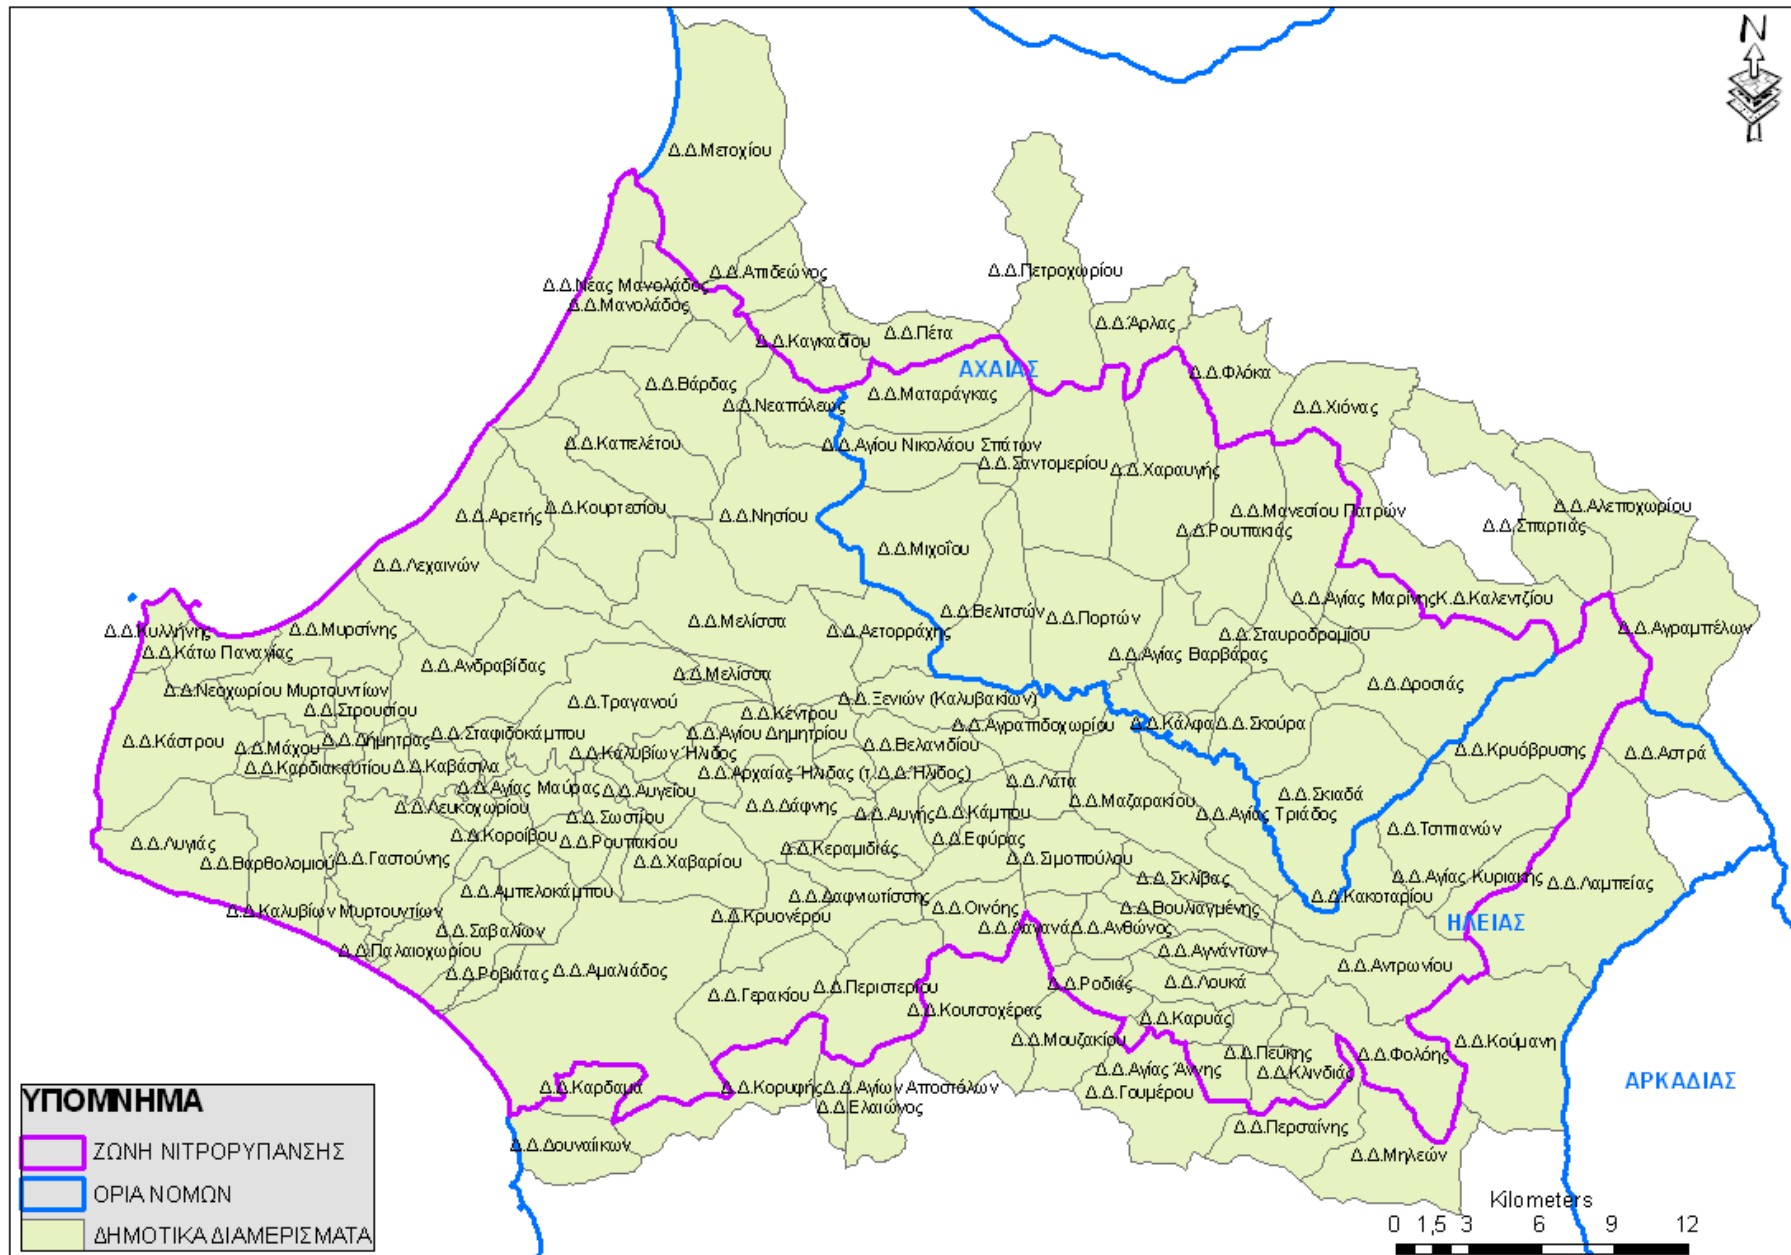 N
Δ.Δ.Μετοχίου
Δ.Δ.Απιδεώνος
Δ.Δ.Πετροχωρίου
Δ.Δ.Νέας Μανολάδος
Δ.Δ.Μανολάδος
Δ.Δ.Πέτα
Δ.Δ.Άρλας
Δ.Δ.Καγκαδίου
ΑΧΑΙΑΣ
Δ.Δ.Φλόκα
Δ.Δ.Βάρδας
Δ.Δ.Ματαράγκας
Δ.Δ.Νεαπόλεως
Δ.Δ.Χιόνας
Δ.Δ.Καπελέτου
Δ.Δ.Αγίου Νικολάου Σπάτων
Δ.Δ.Σαντομερίου
Δ.Δ.Χαραυγής
Δ.Δ.Αρετής
Δ.Δ.Κουρτεσίου
Δ.Δ.Νησίου
Δ.Δ.Μανεσίου Πατρών
Δ.Δ.Αλεποχωρίου
Δ.Δ.Ρουπακιάς
Δ.Δ.Σπαρτιάς
Δ.Δ.Μιχοΐου
Δ.Δ.Λεχαινών
Δ.Δ.Αγίας Μαρίνης
Κ.Δ.Καλεντζίου
Δ.Δ.Βελιτσών
Δ.Δ.Πορτών
Δ.Δ.Κυλλήνης
Δ.Δ.Μυρσίνης
Δ.Δ.Μελίσσα
Δ.Δ.Αετορράχης
Δ.Δ.Σταυροδρομίου
Δ.Δ.Αγραμπέλων
Δ.Δ.Κάτω Παναγίας
Δ.Δ.Αγίας Βαρβάρας
Δ.Δ.Ανδραβίδας
Δ.Δ.Μελίσσα
Δ.Δ.Δροσιάς
Δ.Δ.Νεοχωρίου Μυρτουντίων
Δ.Δ.Τραγανού
Δ.Δ.Ξενιών (Καλυβακίων)
Δ.Δ.Στρουσίου
Δ.Δ.Κέντρου
Δ.Δ.Αγραπιδοχωρίου
Δ.Δ.Κάλφα
Δ.Δ.Σκούρα
Δ.Δ.Κάστρου
Δ.Δ.Μάχου
Δ.Δ.Δήμητρας
Δ.Δ.Σταφιδοκάμπου
Δ.Δ.Αγίου Δημητρίου
Δ.Δ.Βελανιδίου
Δ.Δ.Κρυόβρυσης
Δ.Δ.Αστρά
Δ.Δ.Καλυβίων Ήλιδος
Δ.Δ.Καρδιακαυτίου
Δ.Δ.Καβάσιλα
Δ.Δ.Αρχαίας Ήλιδας (τ.Δ.Δ.Ήλιδος)
Δ.Δ.Λάτα
Δ.Δ.Αγίας Μαύρας
Δ.Δ.Αυγείου
Δ.Δ.Σκιαδά
Δ.Δ.Λευκοχωρίου
Δ.Δ.Δάφνης
Δ.Δ.Μαζαρακίου
Δ.Δ.Σωστίου
Δ.Δ.Αυγής
Δ.Δ.Κάμπου
Δ.Δ.Αγίας Τριάδος
Δ.Δ.Τσιπιανών
Δ.Δ.Λυγιάς
Δ.Δ.Κοροίβου
Δ.Δ.Ρουπακίου
Δ.Δ.Κεραμιδιάς
Δ.Δ.Εφύρας
Δ.Δ.Βαρθολομιού
Δ.Δ.Γαστούνης
Δ.Δ.Χαβαρίου
Δ.Δ.Σιμοπούλου
Δ.Δ.Σκλίβας
Δ.Δ.Αγίας Κυριακής
Δ.Δ.Λαμπείας
Δ.Δ.Αμπελοκάμπου
Δ.Δ.Δαφνιωτίσσης
Δ.Δ.Κακοταρίου
Δ.Δ.Καλυβίων Μυρτουντίων
Δ.Δ.Κρυονέρου
Δ.Δ.Οινόης
Δ.Δ.Βουλιαγμένης
ΗΛΕΙΑΣ
Δ.Δ.Σαβαλίων
Δ.Δ.Λαγανά
Δ.Δ.Ανθώνος
Δ.Δ.Παλαιοχωρίου
Δ.Δ.Αγνάντων
Δ.Δ.Ροβιάτας
Δ.Δ.Αμαλιάδος
Δ.Δ.Αντρωνίου
Δ.Δ.Περιστερίου
Δ.Δ.Ροδιάς
Δ.Δ.Λουκά
Δ.Δ.Γερακίου
Δ.Δ.Κουτσοχέρας
Δ.Δ.Καρυάς
Δ.Δ.Μουζακίου
Δ.Δ.Κούμανη
Δ.Δ.Πεύκης
Δ.Δ.Φολόης
Δ.Δ.Αγίας Άννης
Δ.Δ.Κλινδιάς
ΑΡΚΑΔΙΑΣ
Δ.Δ.Καρδαμά
Δ.Δ.Κορυφής
Δ.Δ.Αγίων Αποστόλων
Δ.Δ.Γουμέρου
Δ.Δ.Ελαιώνος
Δ.Δ.Περσαίνης
Δ.Δ.Δουναίικων
Δ.Δ.Μηλεών
ΥΠΟΜΝΗΜΑ
ΖΩΝΗ ΝΙΤΡΟΡΥΠΑΝΣΗΣ
ΟΡΙΑ ΝΟΜΩΝ
ΔΗΜΟΤΙΚΑ ΔΙΑΜΕΡΙΣΜΑΤΑ
Kilometers
0 1,5 3 6 9 12